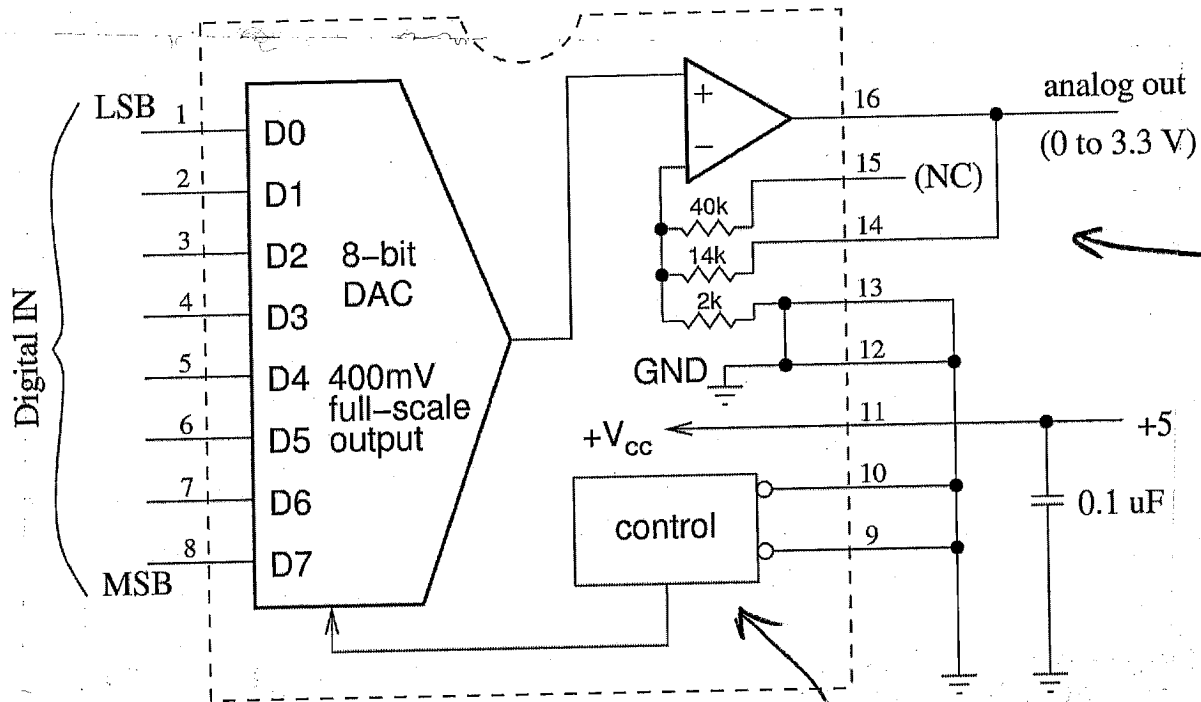 LSB
1
D0
2
D1
3
D2
4
D3
5
D4
6
D5
7
D6
8
D7
MSB
Digital IN
8-bit
DAC
400mV
full-scale
output
+
−
40k
14k
2k
GND
+Vcc
control
16
15
14
13
12
11
10
9
analog out
(0 to 3.3 V)
(NC)
+5
0.1 uF